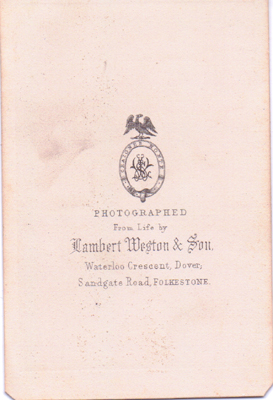 PHOTOGRAPHED
From Life by
Lambert Weston & Son.
Waterloo Crescent, Dover,
Sandgate Road, FOLKESTONE.